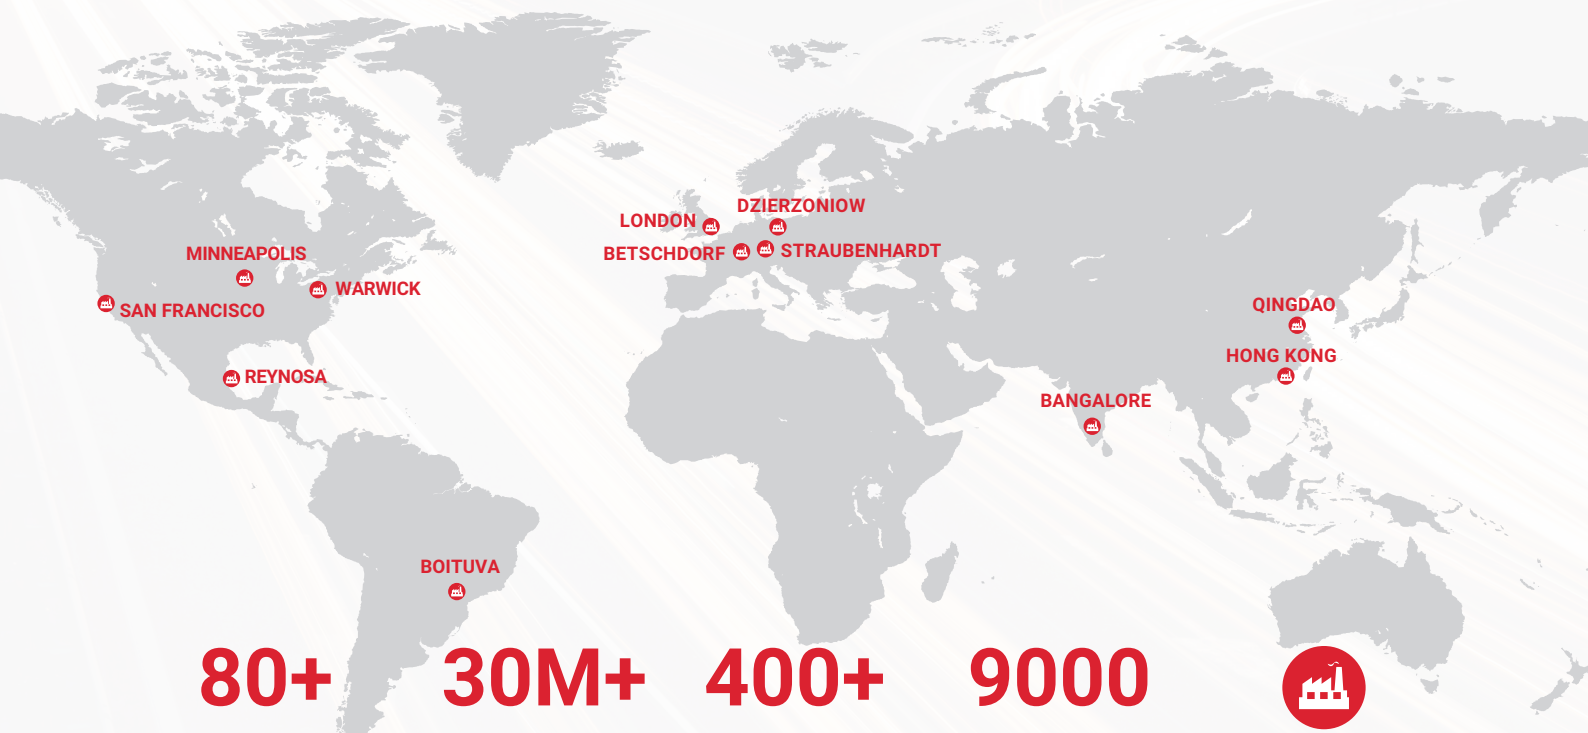 DZIERZONIOW
LONDON
BETSCHDORF
STRAUBENHARDT
MINNEAPOLIS
WARWICK
SAN FRANCISCO
QINGDAO
HONG KONG
REYNOSA
BANGALORE
BOITUVA
80+ 30M+ 400+ 9000